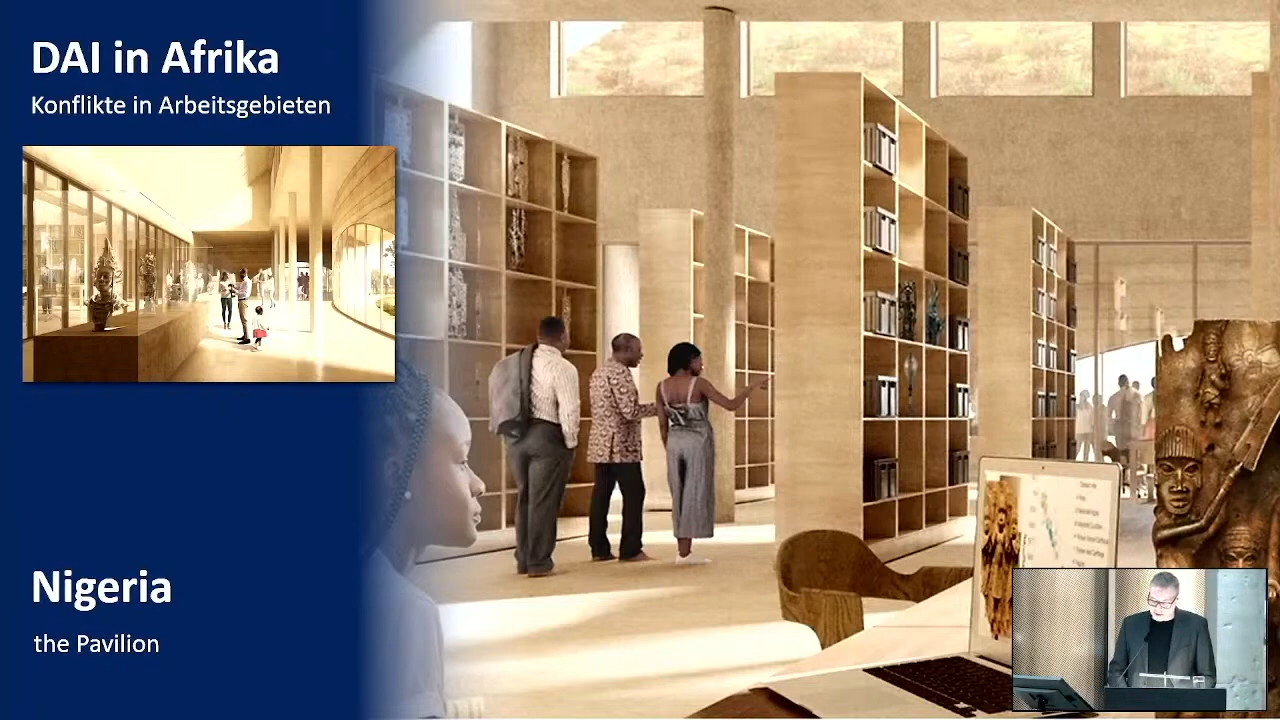 DAI in Afrika
Konflikte in Arbeitsgebieten
Nigeria
the Pavilion